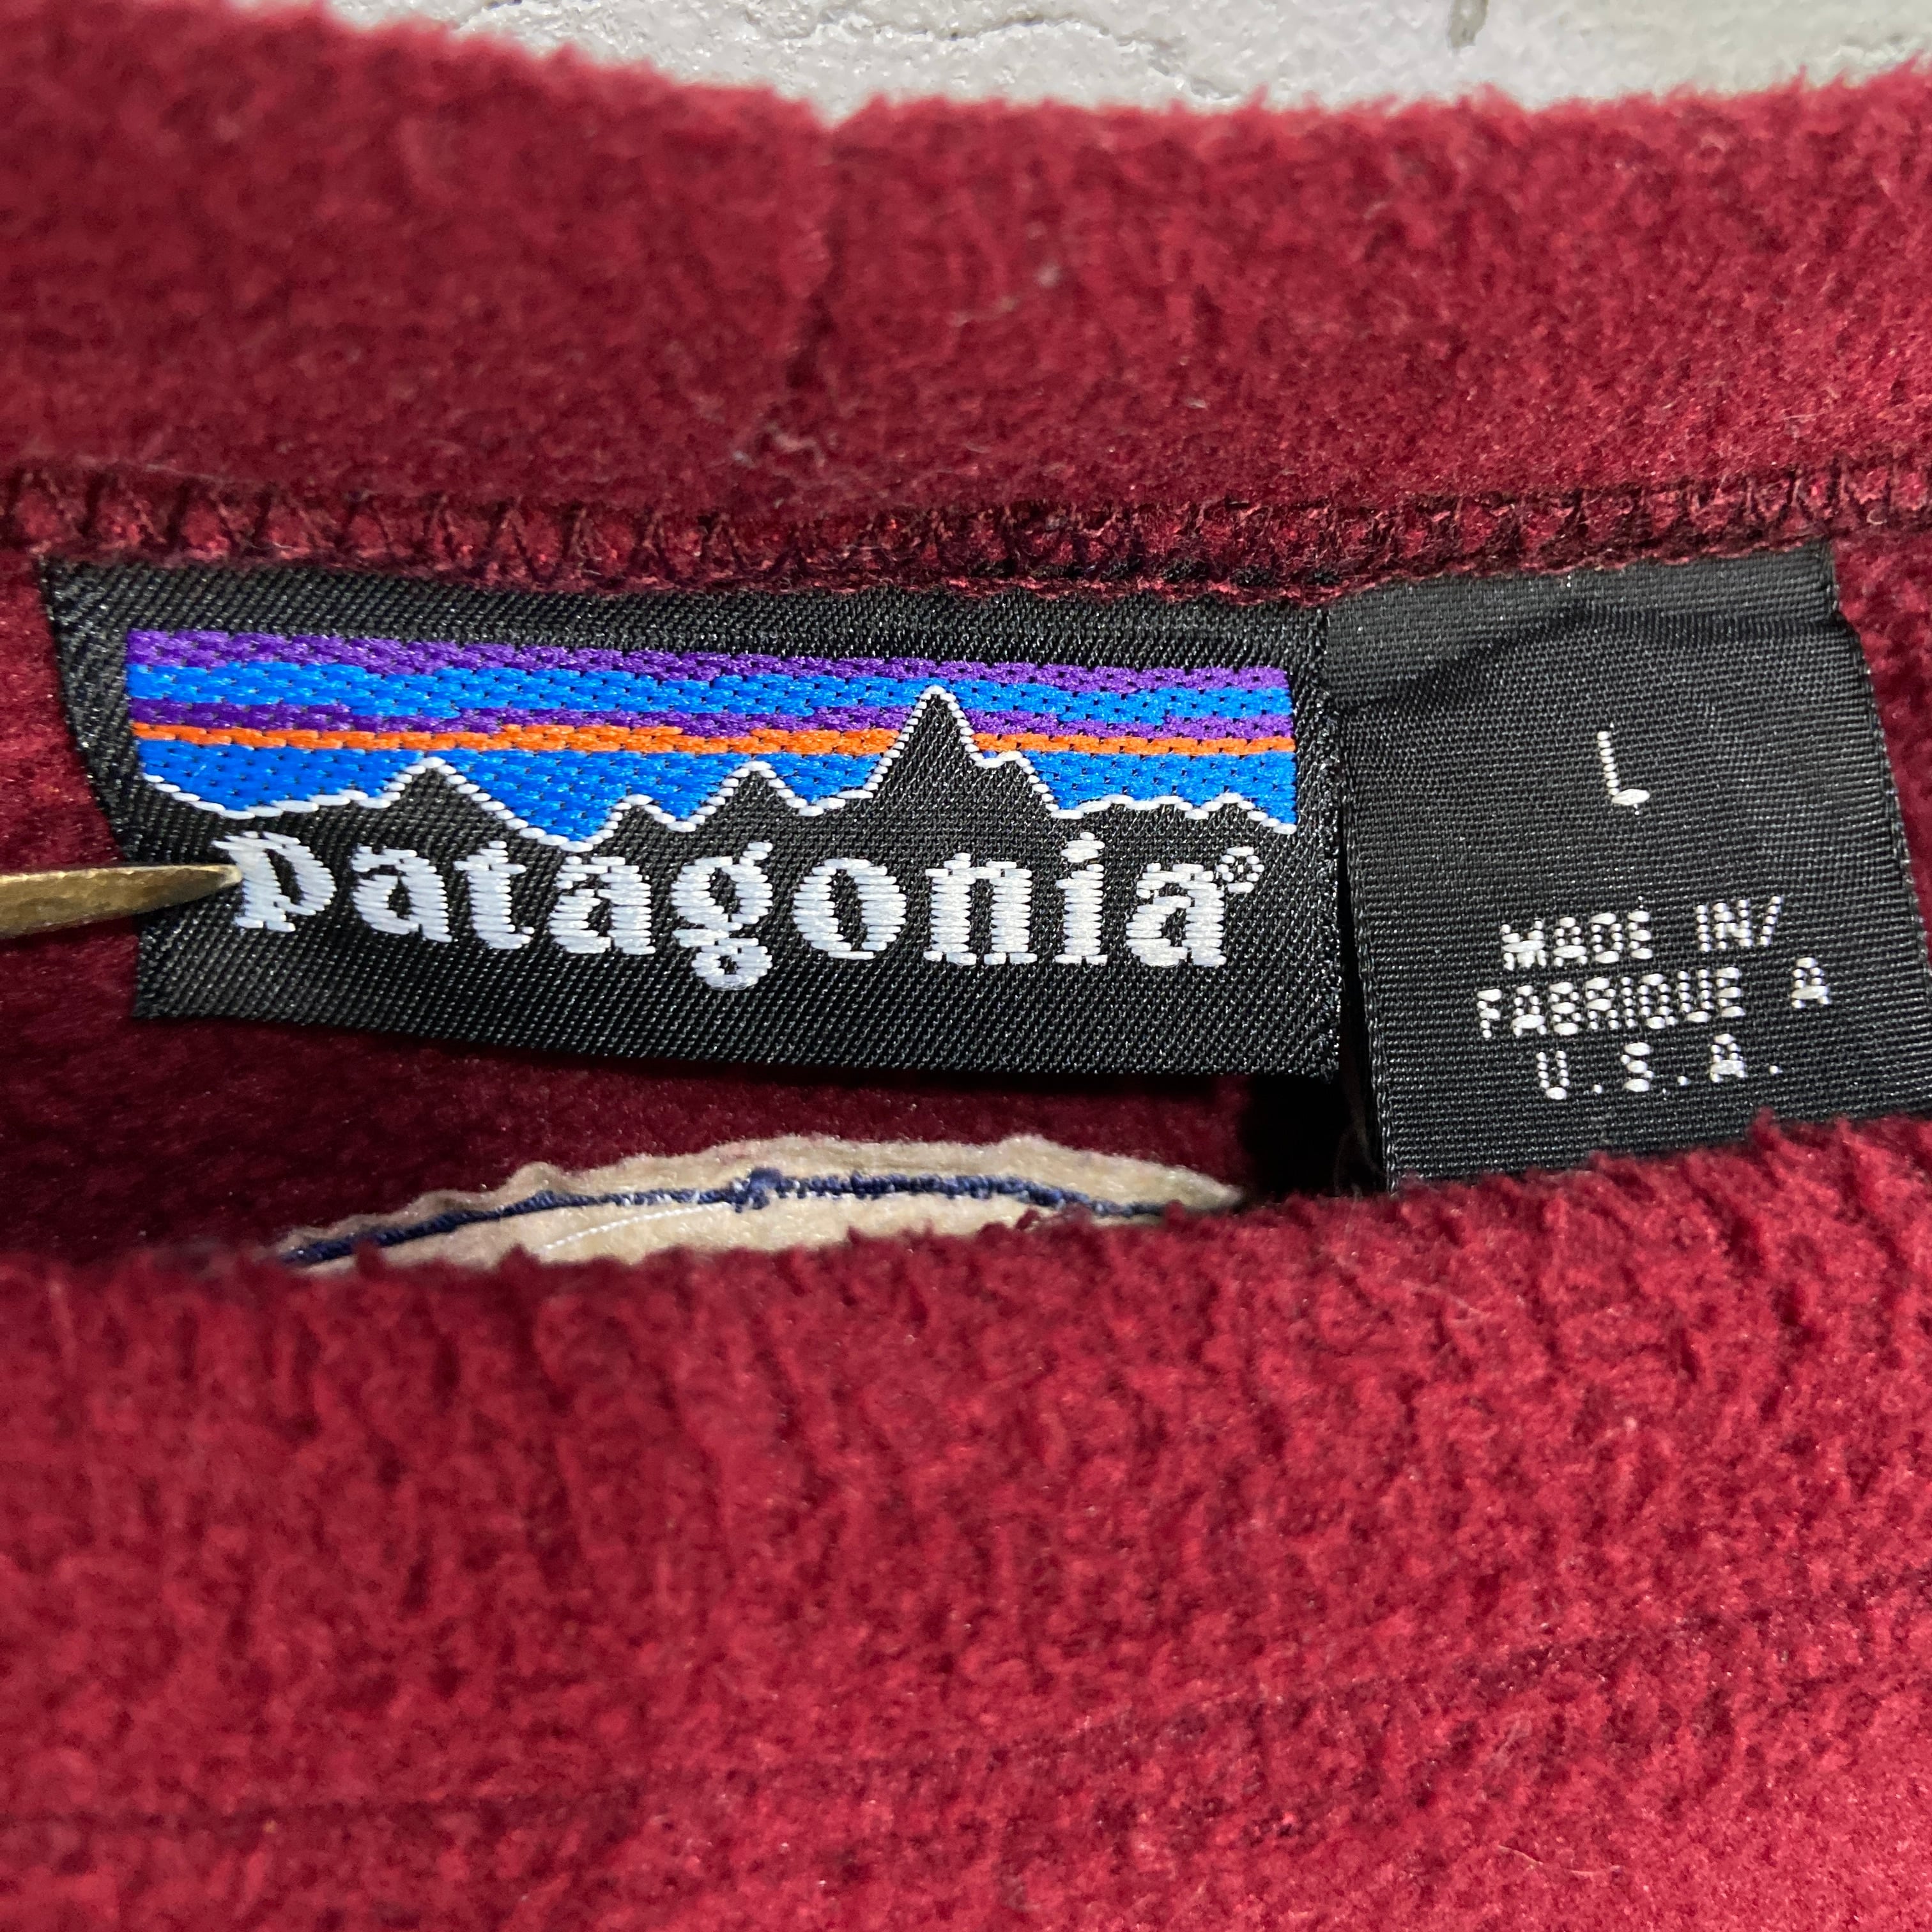 patagonia®
L
MADE IN/
FABRIQUE A
U.S.A.